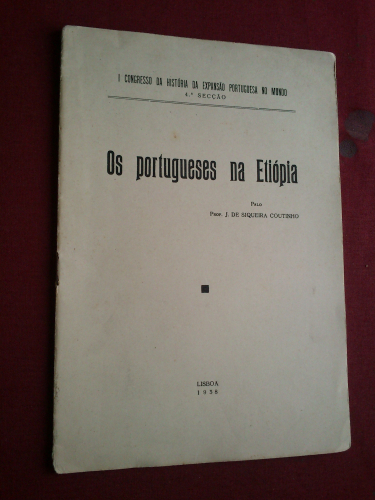 I CONGRESSO DA HISTÓRIA DA EXPANSÃO PORTUGUESA NO MUNDO
4.ª SECÇÃO
Os portugueses na Etiópia
PELO
PROF. J. DE SIQUEIRA COUTINHO
LISBOA
1938